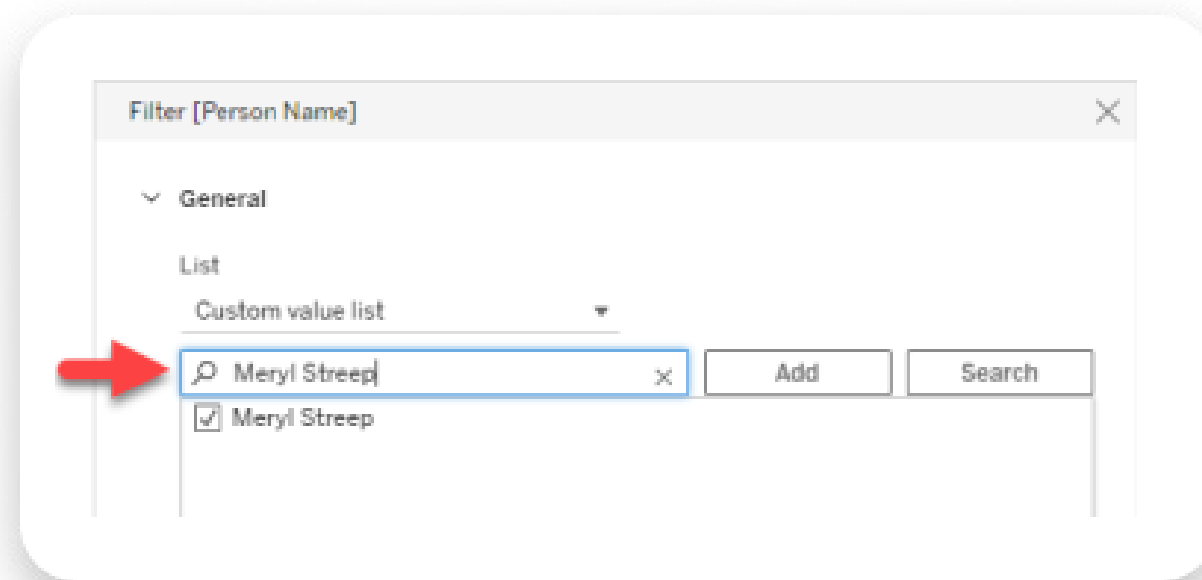 Filter [Person Name]
General
List
Custom value list
Meryl Streep
Add
Search
Meryl Streep